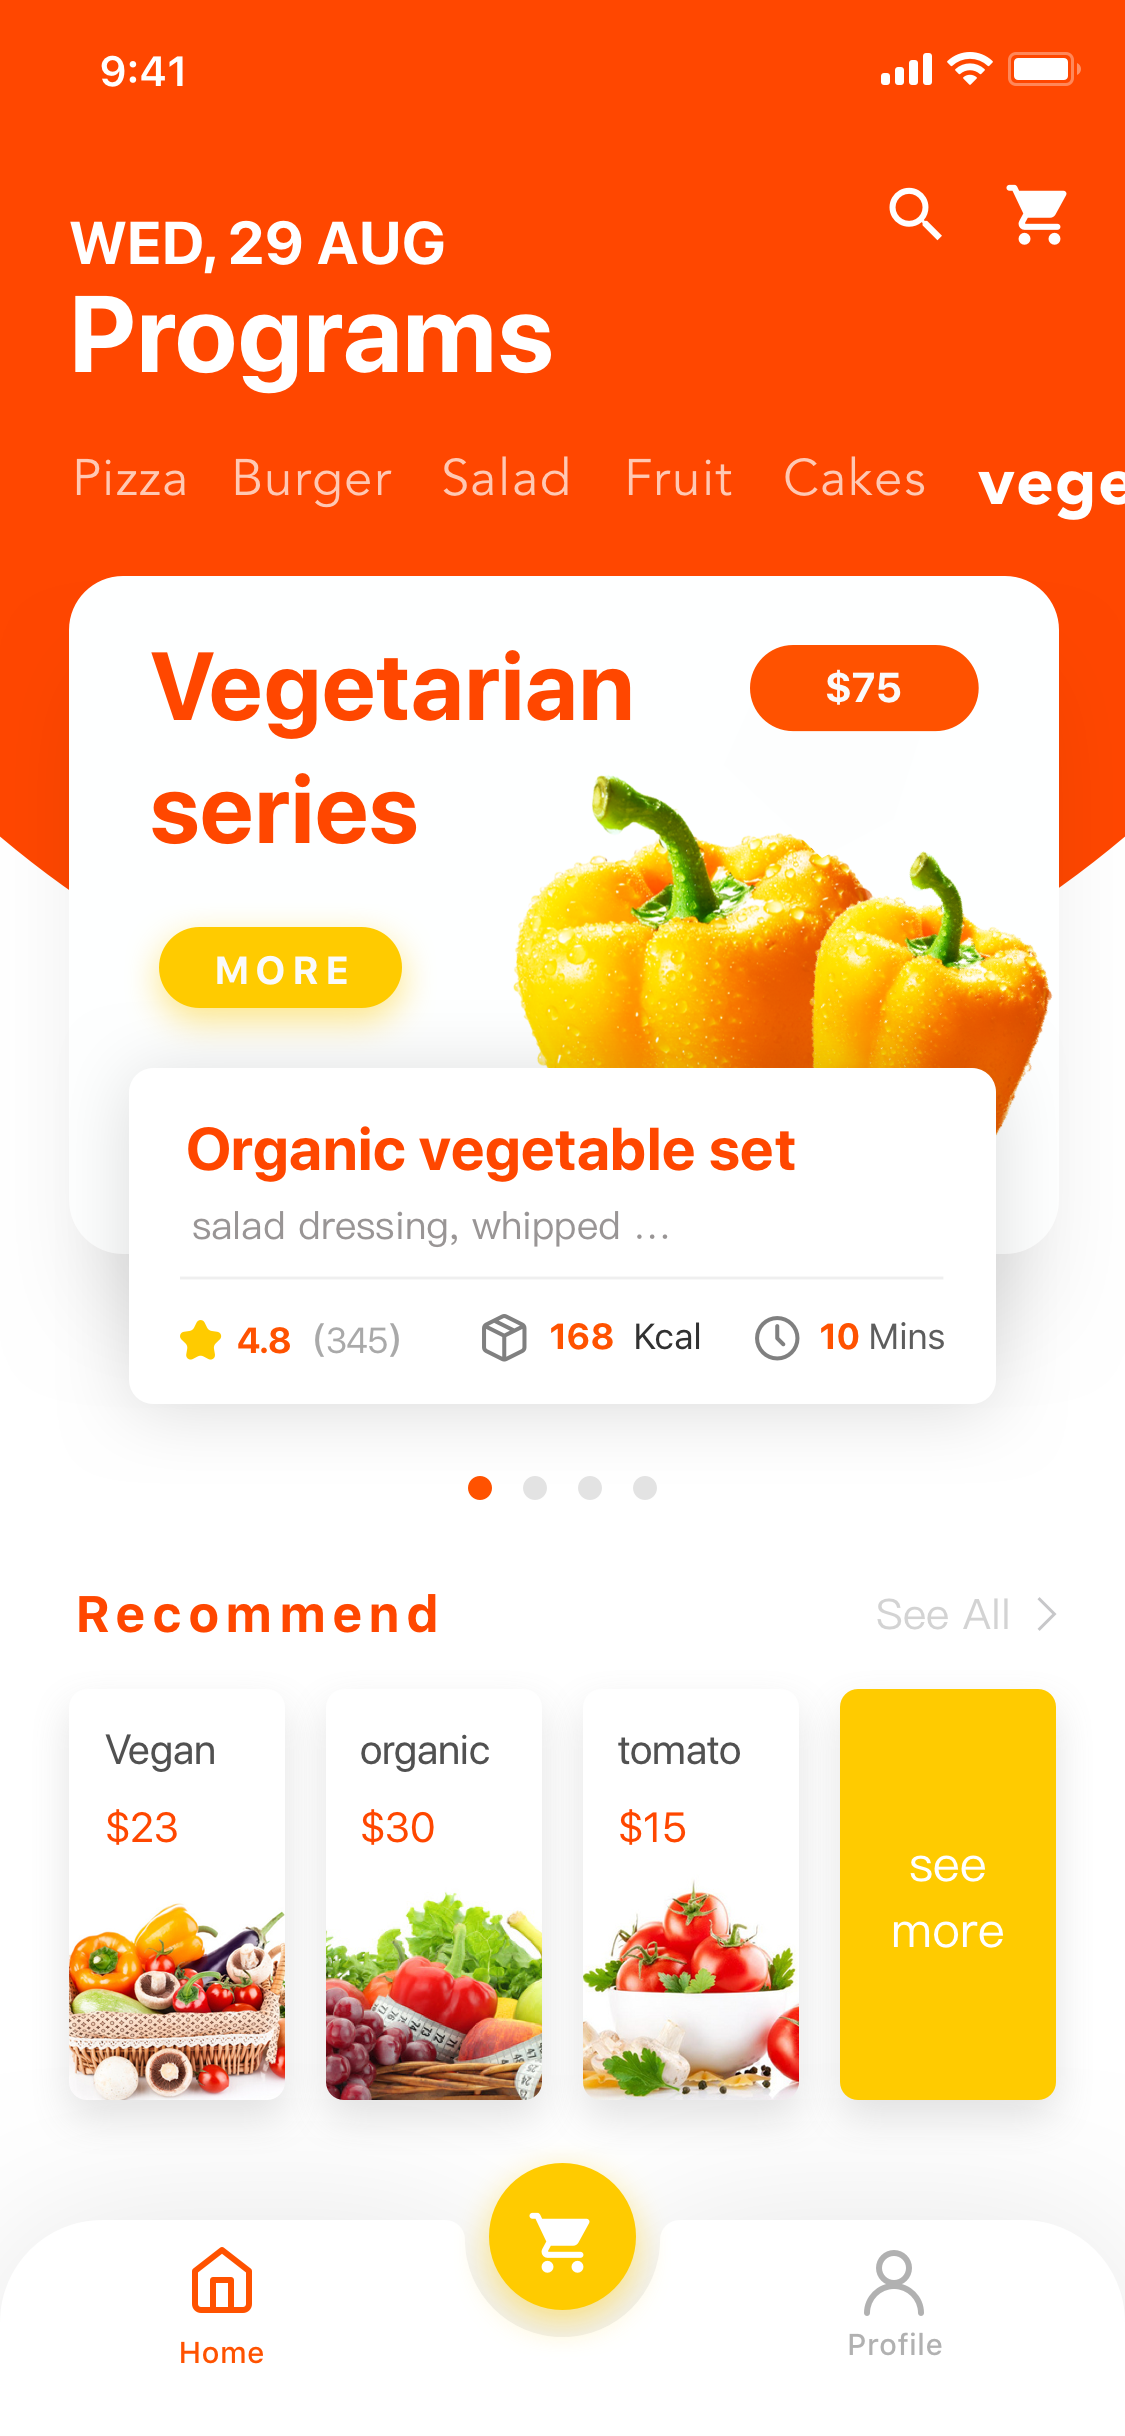 9:41
WED, 29 AUG
Programs
Pizza Burger Salad Fruit Cakes vege
Vegetarian
series
$75
MORE
Organic vegetable set
salad dressing, whipped ...
4.8 (345) 168 Kcal 10 Mins
Recommend See All
Vegan organic tomato
$23 $30 $15
see
more
Home Profile